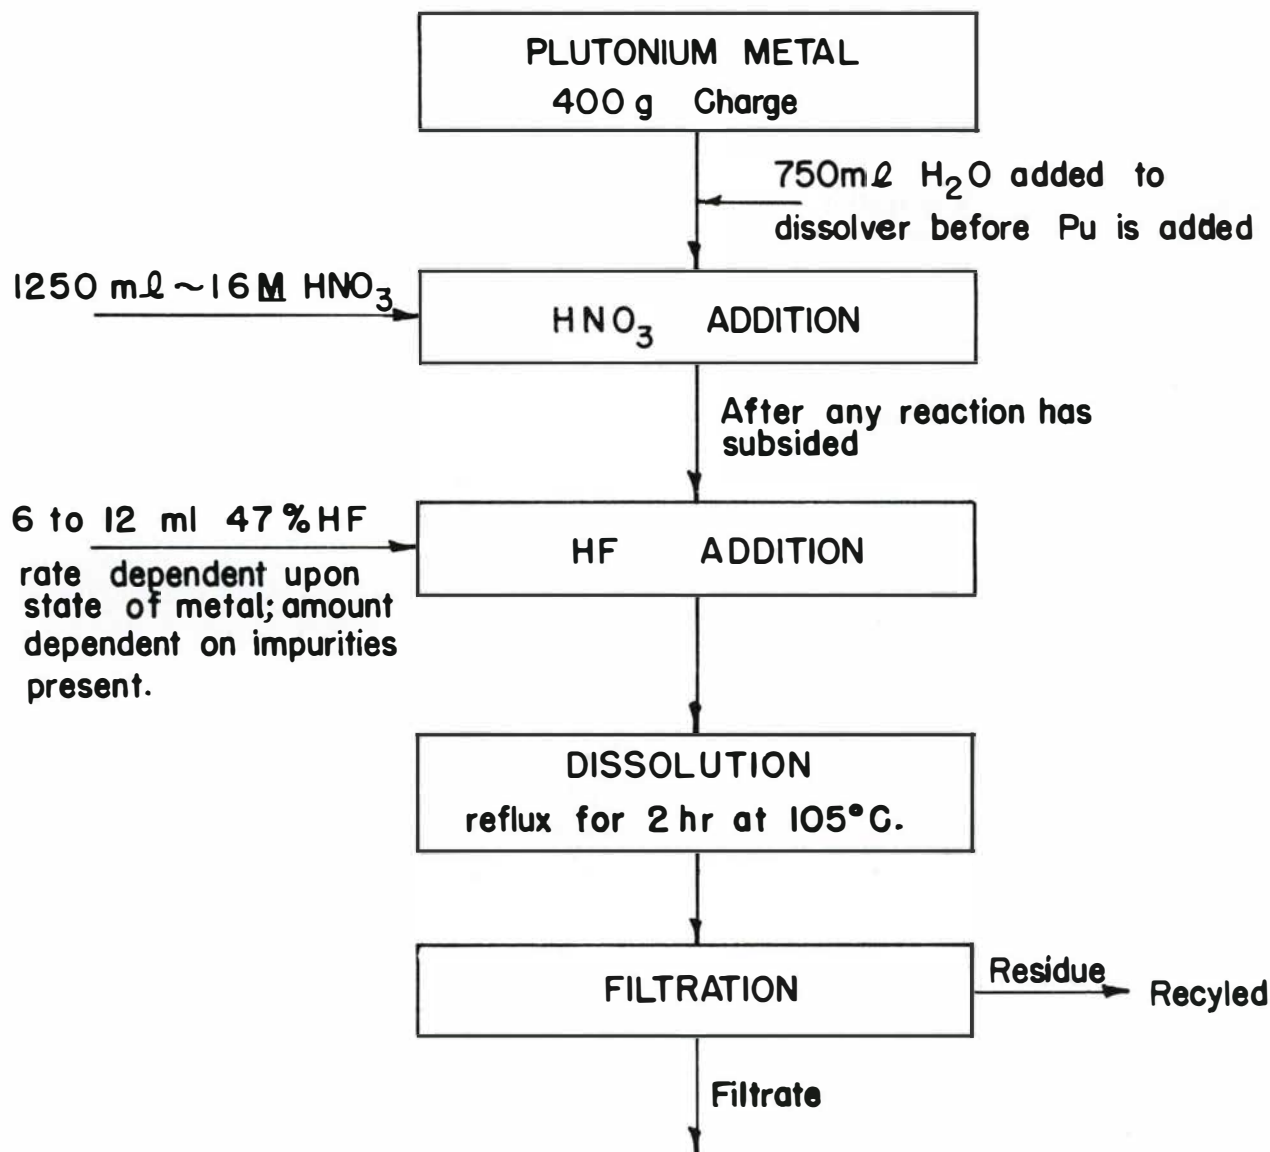 PLUTONIUM METAL
400 g Charge
750 mℓ H₂O added to
dissolver before Pu is added
1250 mℓ ~16 M HNO₃
HNO₃ ADDITION
After any reaction has
subsided
6 to 12 ml 47% HF
rate dependent upon
state of metal; amount
dependent on impurities
present.
HF ADDITION
DISSOLUTION
reflux for 2 hr at 105°C.
FILTRATION
Residue
Recyled
Filtrate